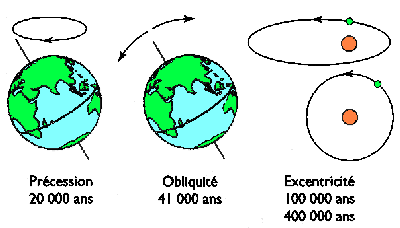 Précession
20 000 ans
Obliquité
41 000 ans
Excentricité
100 000 ans
400 000 ans